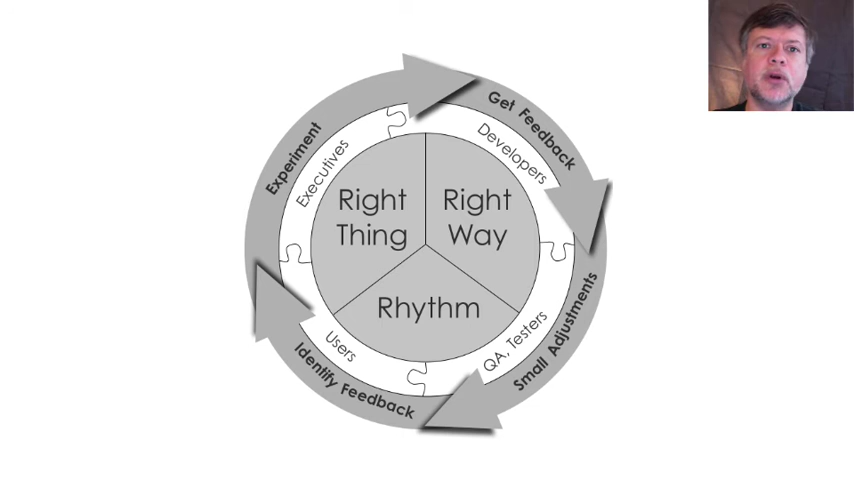 Experiment
Get Feedback
Executives
Developers
Right
Thing
Right
Way
Rhythm
Users
QA, Testers
Small Adjustments
Identify Feedback